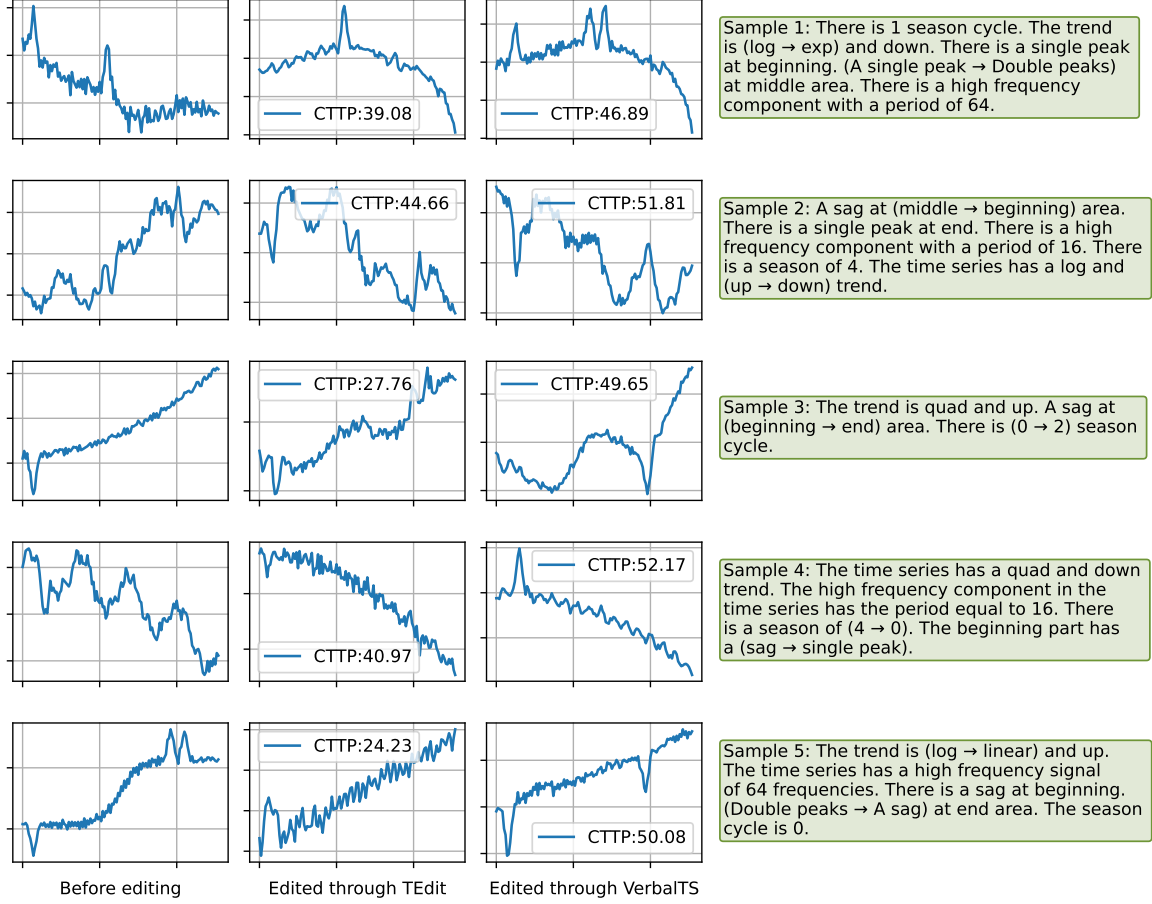 CTTP:39.08
CTTP:46.89
Sample 1: There is 1 season cycle. The trend
is (log → exp) and down. There is a single peak
at beginning. (A single peak → Double peaks)
at middle area. There is a high frequency
component with a period of 64.
CTTP:44.66
CTTP:51.81
Sample 2: A sag at (middle → beginning) area.
There is a single peak at end. There is a high
frequency component with a period of 16. There
is a season of 4. The time series has a log and
(up → down) trend.
CTTP:27.76
CTTP:49.65
Sample 3: The trend is quad and up. A sag at
(beginning → end) area. There is (0 → 2) season
cycle.
CTTP:40.97
CTTP:52.17
Sample 4: The time series has a quad and down
trend. The high frequency component in the
time series has the period equal to 16. There
is a season of (4 → 0). The beginning part has
a (sag → single peak).
CTTP:24.23
CTTP:50.08
Sample 5: The trend is (log → linear) and up.
The time series has a high frequency signal
of 64 frequencies. There is a sag at beginning.
(Double peaks → A sag) at end area. The season
cycle is 0.
Before editing
Edited through TEdit
Edited through VerbalTS